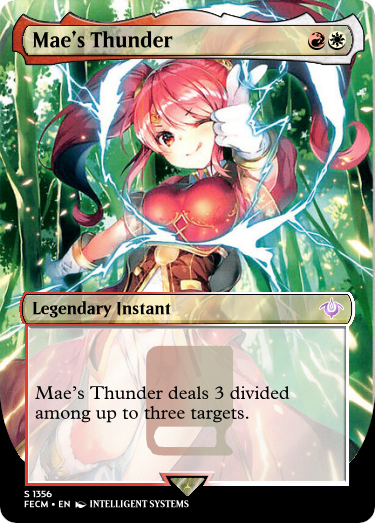 Mae's Thunder
Legendary Instant
Mae's Thunder deals 3 divided
among up to three targets.
S 1356
FECM • EN INTELLIGENT SYSTEMS